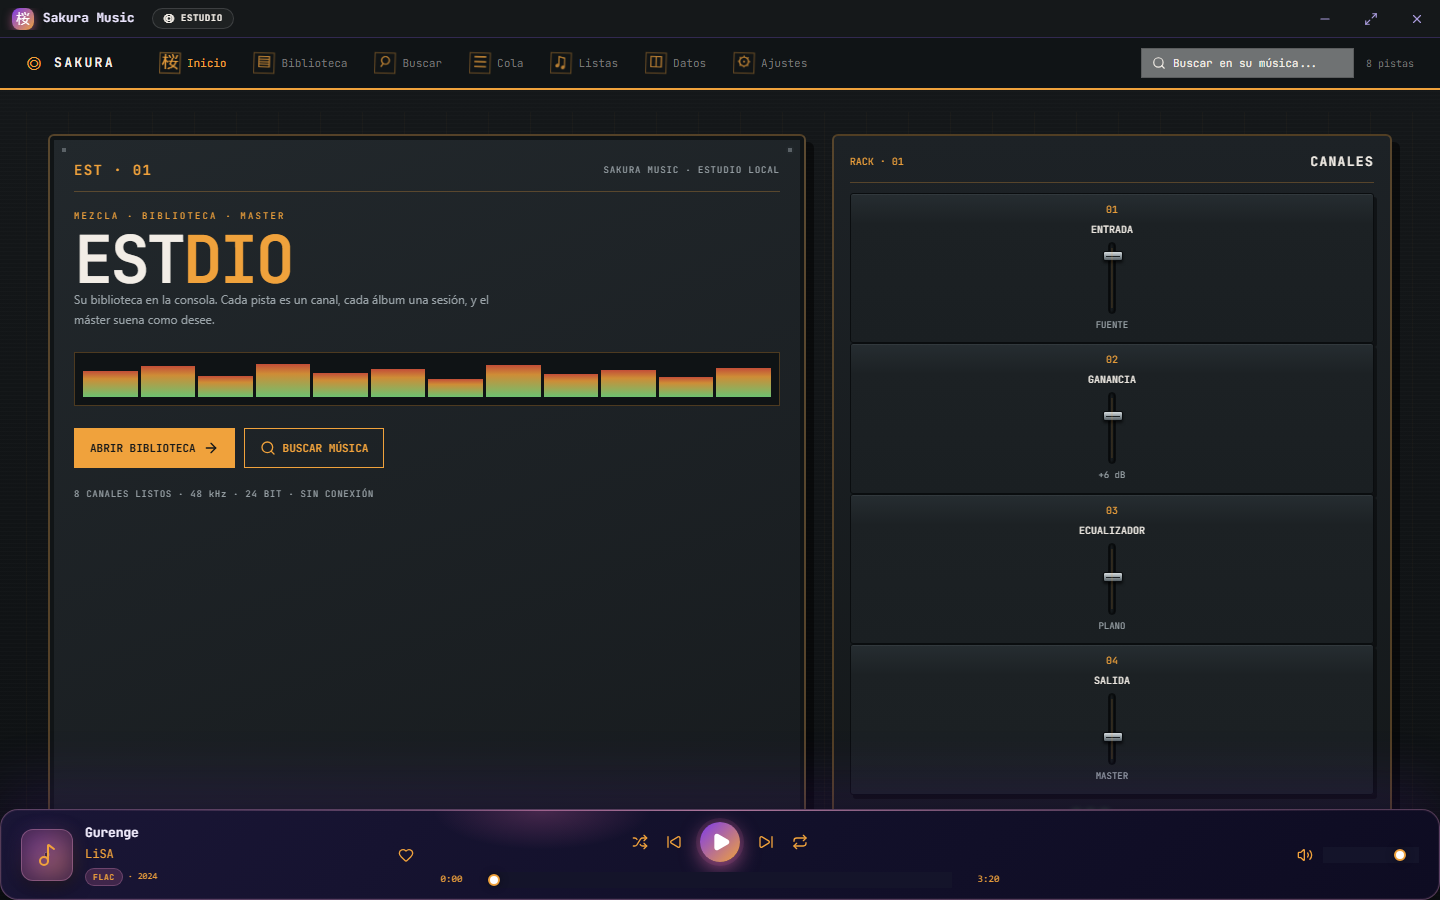 桜 Sakura Music ESTUDIO
SAKURA
桜 Inicio
Biblioteca
Buscar
Cola
Listas
Datos
Ajustes
Buscar en su música...
8 pistas
EST · 01
SAKURA MUSIC · ESTUDIO LOCAL
MEZCLA · BIBLIOTECA · MASTER
ESTDIO
Su biblioteca en la consola. Cada pista es un canal, cada álbum una sesión, y el
máster suena como desee.
ABRIR BIBLIOTECA
BUSCAR MÚSICA
8 CANALES LISTOS · 48 kHz · 24 BIT · SIN CONEXIÓN
RACK · 01
CANALES
01
ENTRADA
FUENTE
02
GANANCIA
+6 dB
03
ECUALIZADOR
PLANO
04
SALIDA
MASTER
Gurenge
LiSA
FLAC · 2024
0:00
3:20